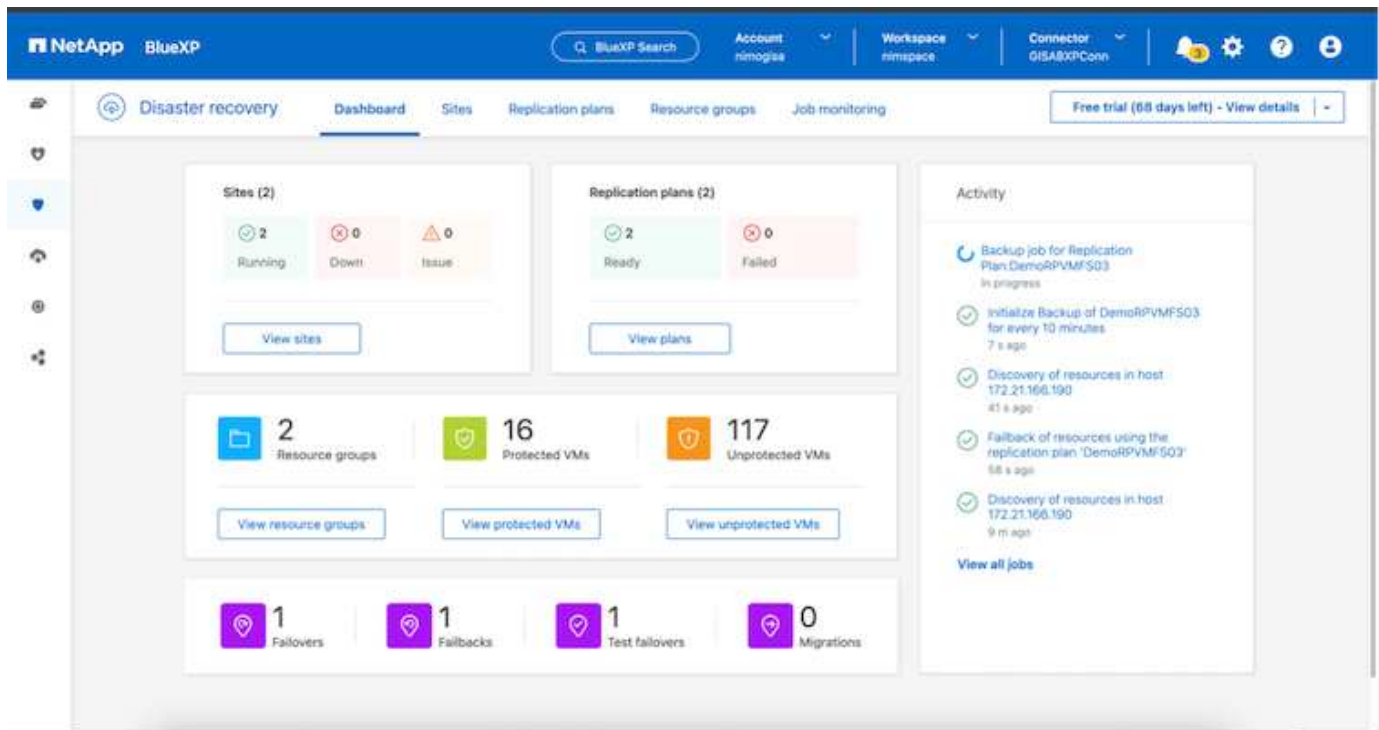 NetApp BlueXP
BlueXP Search
Account
nimogisa
Workspace
nimspace
Connector
GISABXPConn
3
Disaster recovery
Dashboard
Sites
Replication plans
Resource groups
Job monitoring
Free trial (68 days left) - View details
Sites (2)
2
Running
0
Down
0
Issue
View sites
Replication plans (2)
2
Ready
0
Failed
View plans
2
Resource groups
View resource groups
16
Protected VMs
View protected VMs
117
Unprotected VMs
View unprotected VMs
1
Failovers
1
Failbacks
1
Test failovers
0
Migrations
Activity
Backup job for Replication
Plan DemoRPVMFS03
In progress
Initialize Backup of DemoRPVMFS03
for every 10 minutes
7 s ago
Discovery of resources in host
172.21.166.190
41 s ago
Failback of resources using the
replication plan 'DemoRPVMFS03'
58 s ago
Discovery of resources in host
172.21.166.190
9 m ago
View all jobs